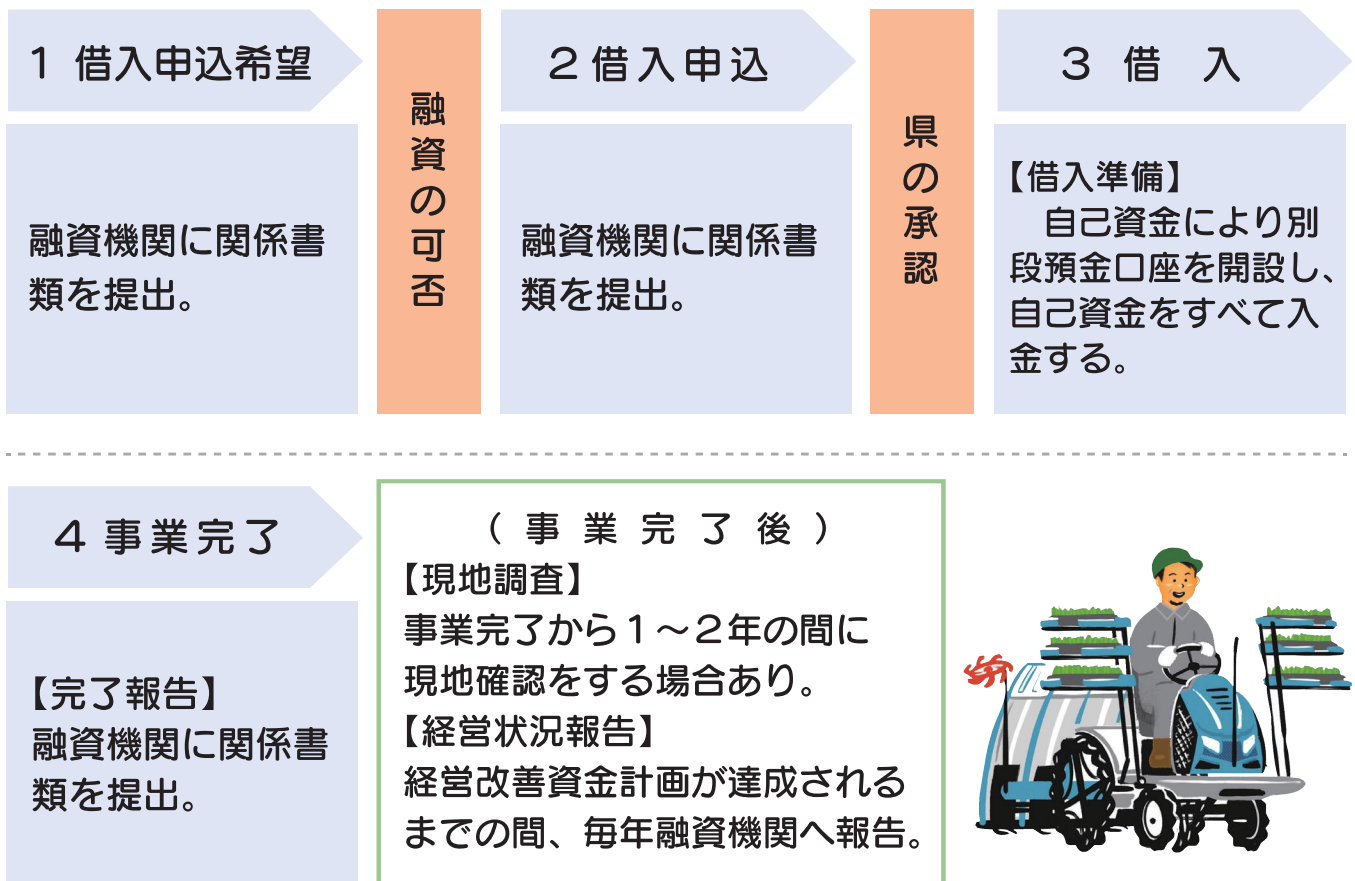 1 借入申込希望
融資機関に関係書
類を提出。
融資の可否
2借入申込
融資機関に関係書
類を提出。
県の承認
3 借 入
【借入準備】
自己資金により別
段預金口座を開設し、
自己資金をすべて入
金する。
4 事業完了
【完了報告】
融資機関に関係書
類を提出。
(事業完了後)
【現地調査】
事業完了から1~2年の間に
現地確認をする場合あり。
【経営状況報告】
経営改善資金計画が達成される
までの間、毎年融資機関へ報告。